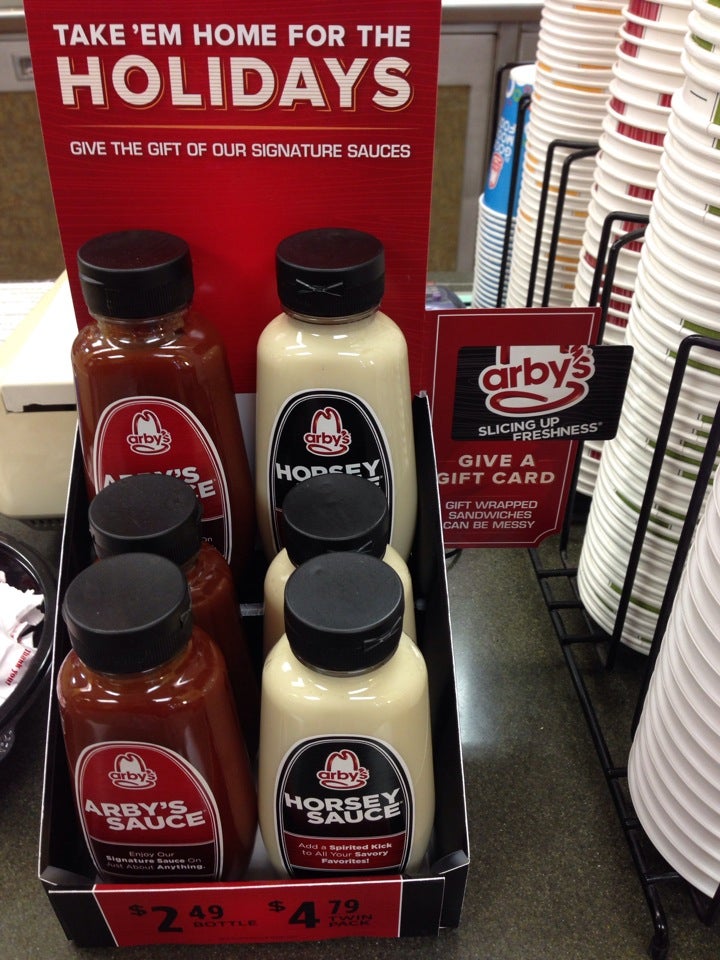 TAKE 'EM HOME FOR THE
HOLIDAYS
GIVE THE GIFT OF OUR SIGNATURE SAUCES
arby's
arby's
HORSEY
arby's
SLICING UP
FRESHNESS®
GIVE A
GIFT CARD
GIFT WRAPPED
SANDWICHES
CAN BE MESSY
arby's
ARBY'S
SAUCE
Enjoy Our
Signature Sauce On
Just About Anything.
arby's
HORSEY
SAUCE
Add a Spirited Kick
to All Your Savory
Favorites!
$2 49
BOTTLE
$4 79
TWIN
PACK